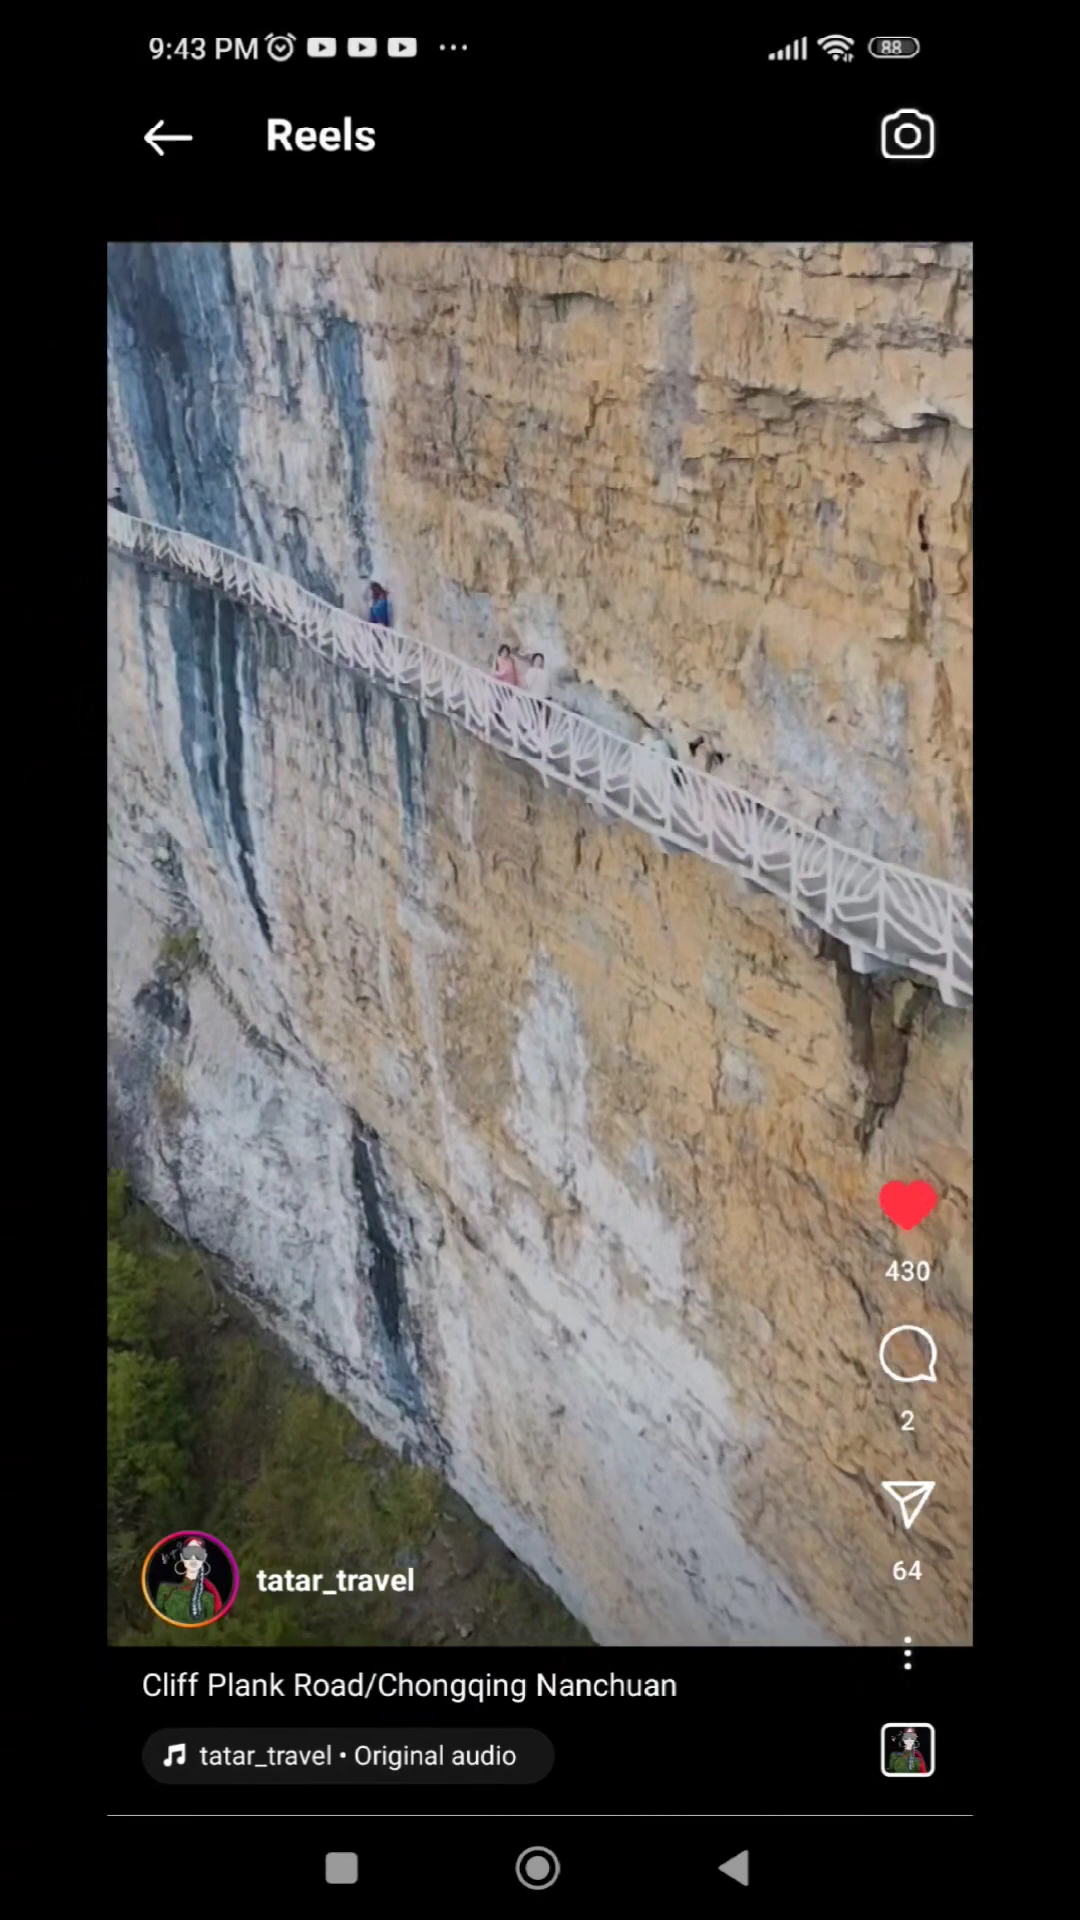 9:43 PM
88
Reels
430
2
64
tatar_travel
Cliff Plank Road/Chongqing Nanchuan
tatar_travel • Original audio